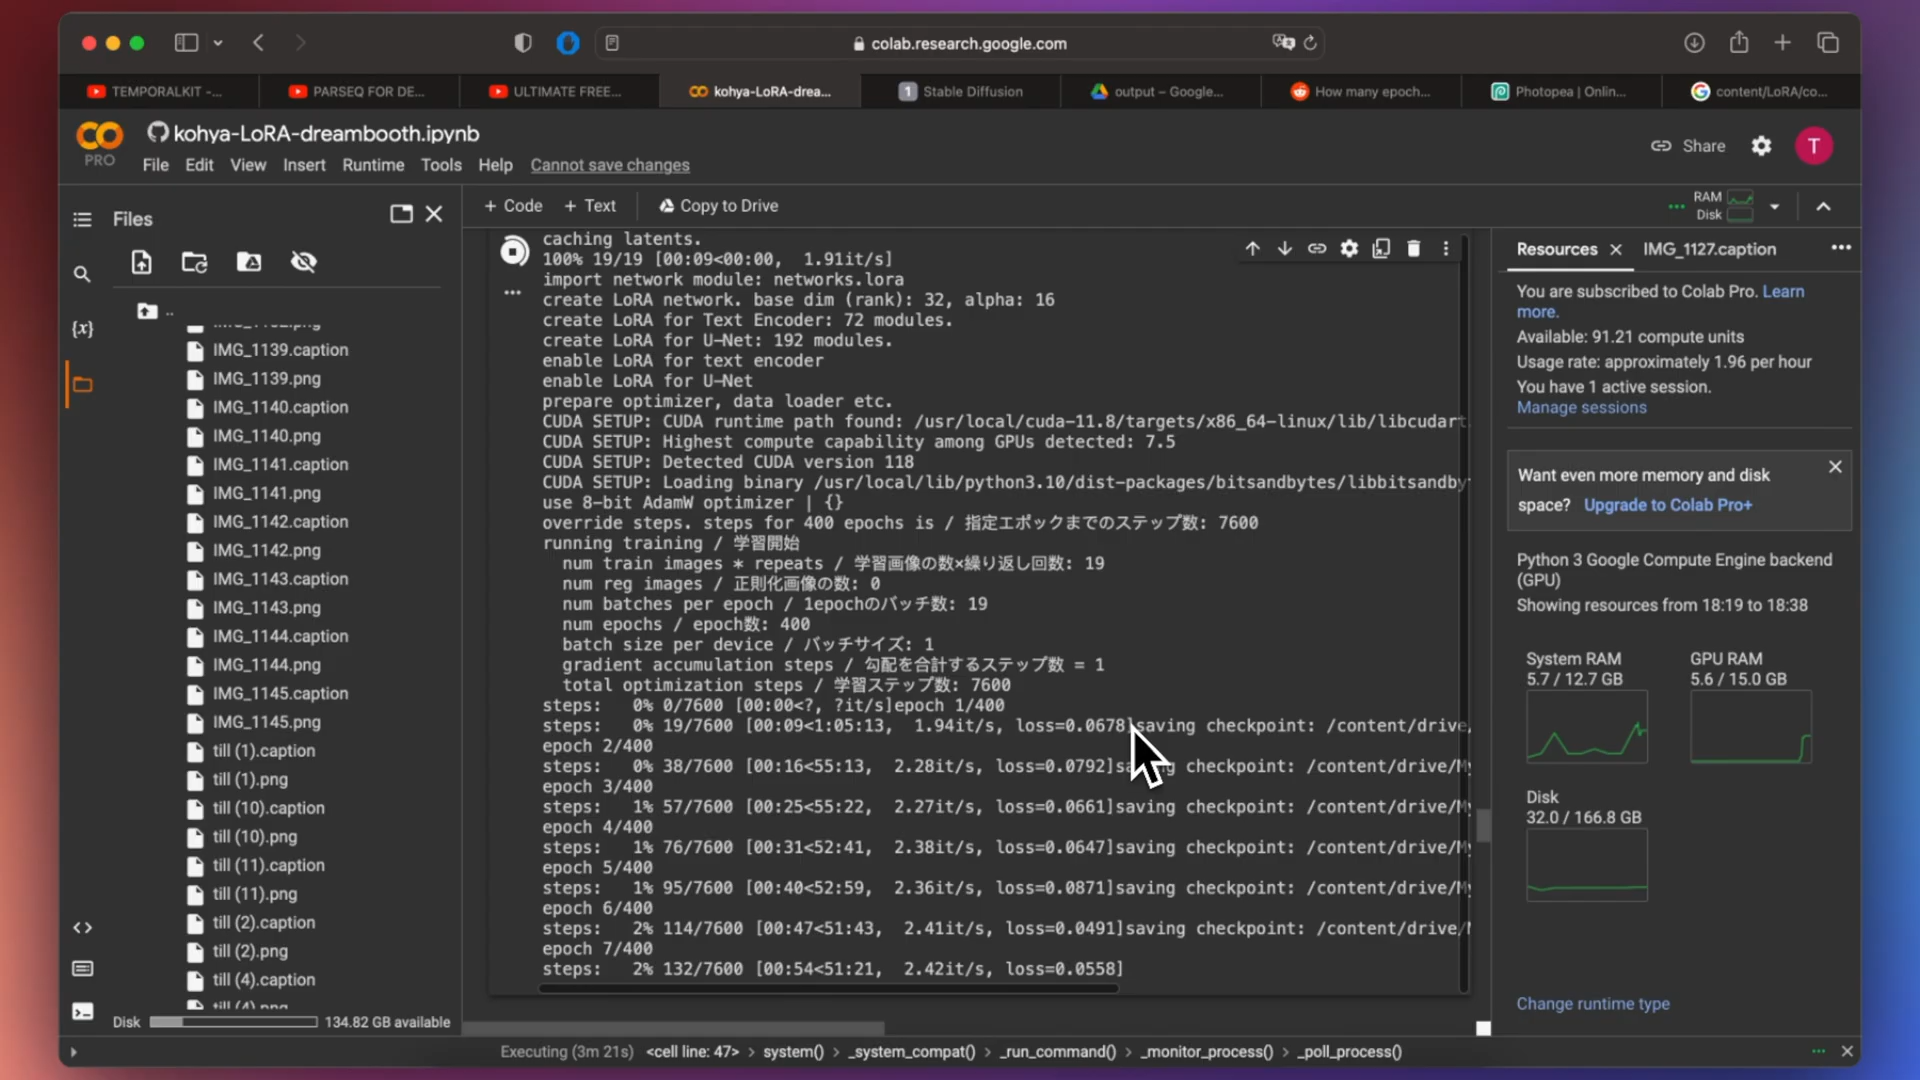 colab.research.google.com
TEMPORALKIT -...
PARSEQ FOR DE...
ULTIMATE FREE...
kohya-LoRA-drea...
1 Stable Diffusion
output – Google...
How many epoch...
Photopea | Onlin...
content/LoRA/co...
PRO
kohya-LoRA-dreambooth.ipynb
File Edit View Insert Runtime Tools Help Cannot save changes
Share
T
Files
+ Code + Text Copy to Drive
RAM
Disk
{x}
..
IMG_1139.caption
IMG_1139.png
IMG_1140.caption
IMG_1140.png
IMG_1141.caption
IMG_1141.png
IMG_1142.caption
IMG_1142.png
IMG_1143.caption
IMG_1143.png
IMG_1144.caption
IMG_1144.png
IMG_1145.caption
IMG_1145.png
till (1).caption
till (1).png
till (10).caption
till (10).png
till (11).caption
till (11).png
till (2).caption
till (2).png
till (4).caption
till (4).png
Disk 134.82 GB available
caching latents.
100% 19/19 [00:09<00:00, 1.91it/s]
import network module: networks.lora
create LoRA network. base dim (rank): 32, alpha: 16
create LoRA for Text Encoder: 72 modules.
create LoRA for U-Net: 192 modules.
enable LoRA for text encoder
enable LoRA for U-Net
prepare optimizer, data loader etc.
CUDA SETUP: CUDA runtime path found: /usr/local/cuda-11.8/targets/x86_64-linux/lib/libcudart
CUDA SETUP: Highest compute capability among GPUs detected: 7.5
CUDA SETUP: Detected CUDA version 118
CUDA SETUP: Loading binary /usr/local/lib/python3.10/dist-packages/bitsandbytes/libbitsandby
use 8-bit AdamW optimizer | {}
override steps. steps for 400 epochs is / 指定エポックまでのステップ数: 7600
running training / 学習開始
num train images * repeats / 学習画像の数×繰り返し回数: 19
num reg images / 正則化画像の数: 0
num batches per epoch / 1epochのバッチ数: 19
num epochs / epoch数: 400
batch size per device / バッチサイズ: 1
gradient accumulation steps / 勾配を合計するステップ数 = 1
total optimization steps / 学習ステップ数: 7600
steps: 0% 0/7600 [00:00<?, ?it/s]epoch 1/400
steps: 0% 19/7600 [00:09<1:05:13, 1.94it/s, loss=0.0678]saving checkpoint: /content/drive/
epoch 2/400
steps: 0% 38/7600 [00:16<55:13, 2.28it/s, loss=0.0792] checkpoint: /content/drive/M
epoch 3/400
steps: 1% 57/7600 [00:25<55:22, 2.27it/s, loss=0.0661]saving checkpoint: /content/drive/M
epoch 4/400
steps: 1% 76/7600 [00:31<52:41, 2.38it/s, loss=0.0647]saving checkpoint: /content/drive/M
epoch 5/400
steps: 1% 95/7600 [00:40<52:59, 2.36it/s, loss=0.0871]saving checkpoint: /content/drive/M
epoch 6/400
steps: 2% 114/7600 [00:47<51:43, 2.41it/s, loss=0.0491]saving checkpoint: /content/drive/
epoch 7/400
steps: 2% 132/7600 [00:54<51:21, 2.42it/s, loss=0.0558]
Resources IMG_1127.caption
You are subscribed to Colab Pro. Learn
more.
Available: 91.21 compute units
Usage rate: approximately 1.96 per hour
You have 1 active session.
Manage sessions
Want even more memory and disk
space? Upgrade to Colab Pro+
Python 3 Google Compute Engine backend
(GPU)
Showing resources from 18:19 to 18:38
System RAM
5.7 / 12.7 GB
GPU RAM
5.6 / 15.0 GB
Disk
32.0 / 166.8 GB
Change runtime type
Executing (3m 21s) <cell line: 47> > system() > _system_compat() > _run_command() > _monitor_process() > _poll_process()